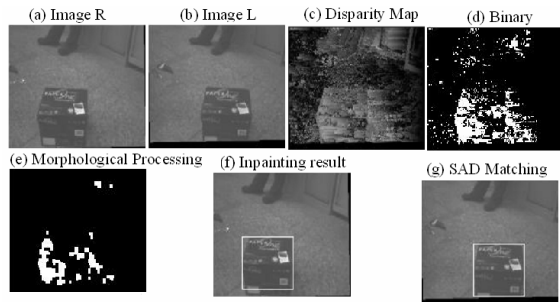 (a) Image R
(b) Image L
(c) Disparity Map
(d) Binary
(e) Morphological Processing
(f) Inpainting result
(g) SAD Matching